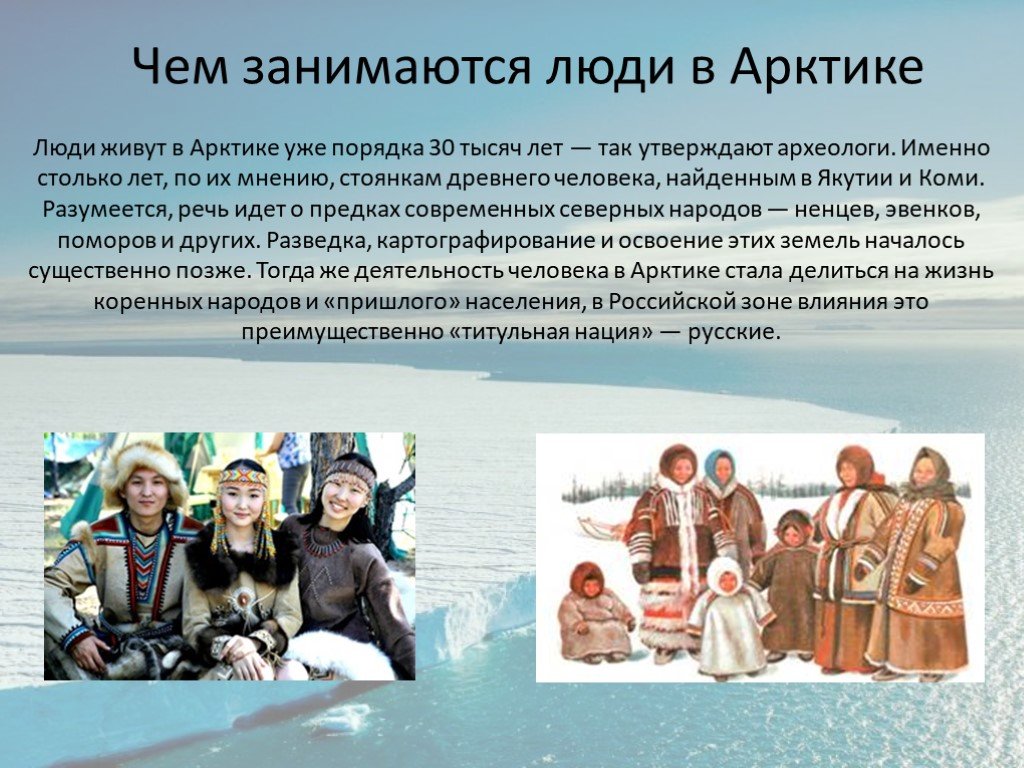 Чем занимаются люди в Арктике
Люди живут в Арктике уже порядка 30 тысяч лет — так утверждают археологи. Именно
столько лет, по их мнению, стоянкам древнего человека, найденным в Якутии и Коми.
Разумеется, речь идет о предках современных северных народов — ненцев, эвенков,
поморов и других. Разведка, картографирование и освоение этих земель началось
существенно позже. Тогда же деятельность человека в Арктике стала делиться на жизнь
коренных народов и «пришлого» населения, в Российской зоне влияния это
преимущественно «титульная нация» — русские.